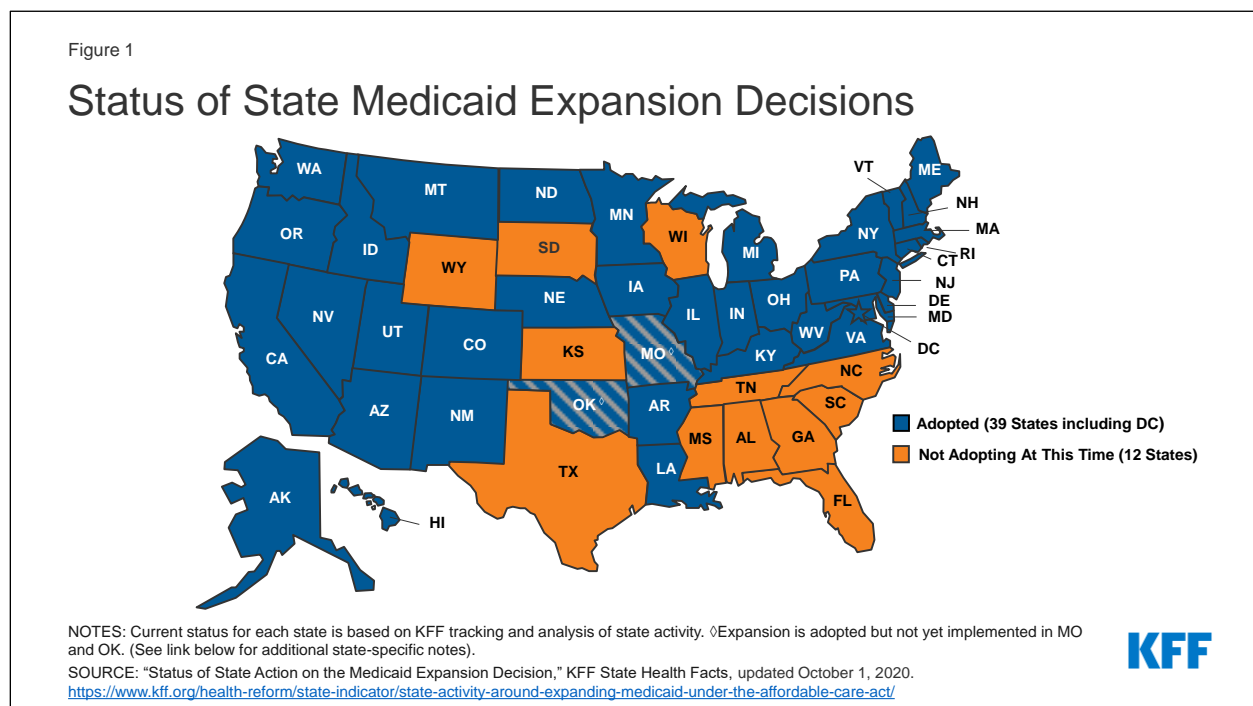 Figure 1
Status of State Medicaid Expansion Decisions
WA
MT
ND
MN
VT
ME
NH
OR
ID
SD
WI
MI
NY
MA
WY
RI
CT
IA
PA
NJ
NE
OH
DE
NV
IL
IN
MD
UT
CO
WV
VA
DC
CA
KS
MO◊
KY
NC
TN
AZ
NM
OK◊
AR
SC
MS
AL
GA
Adopted (39 States including DC)
Not Adopting At This Time (12 States)
TX
LA
AK
FL
HI
NOTES: Current status for each state is based on KFF tracking and analysis of state activity. ◊Expansion is adopted but not yet implemented in MO
and OK. (See link below for additional state-specific notes).
SOURCE: “Status of State Action on the Medicaid Expansion Decision,” KFF State Health Facts, updated October 1, 2020.
https://www.kff.org/health-reform/state-indicator/state-activity-around-expanding-medicaid-under-the-affordable-care-act/
KFF